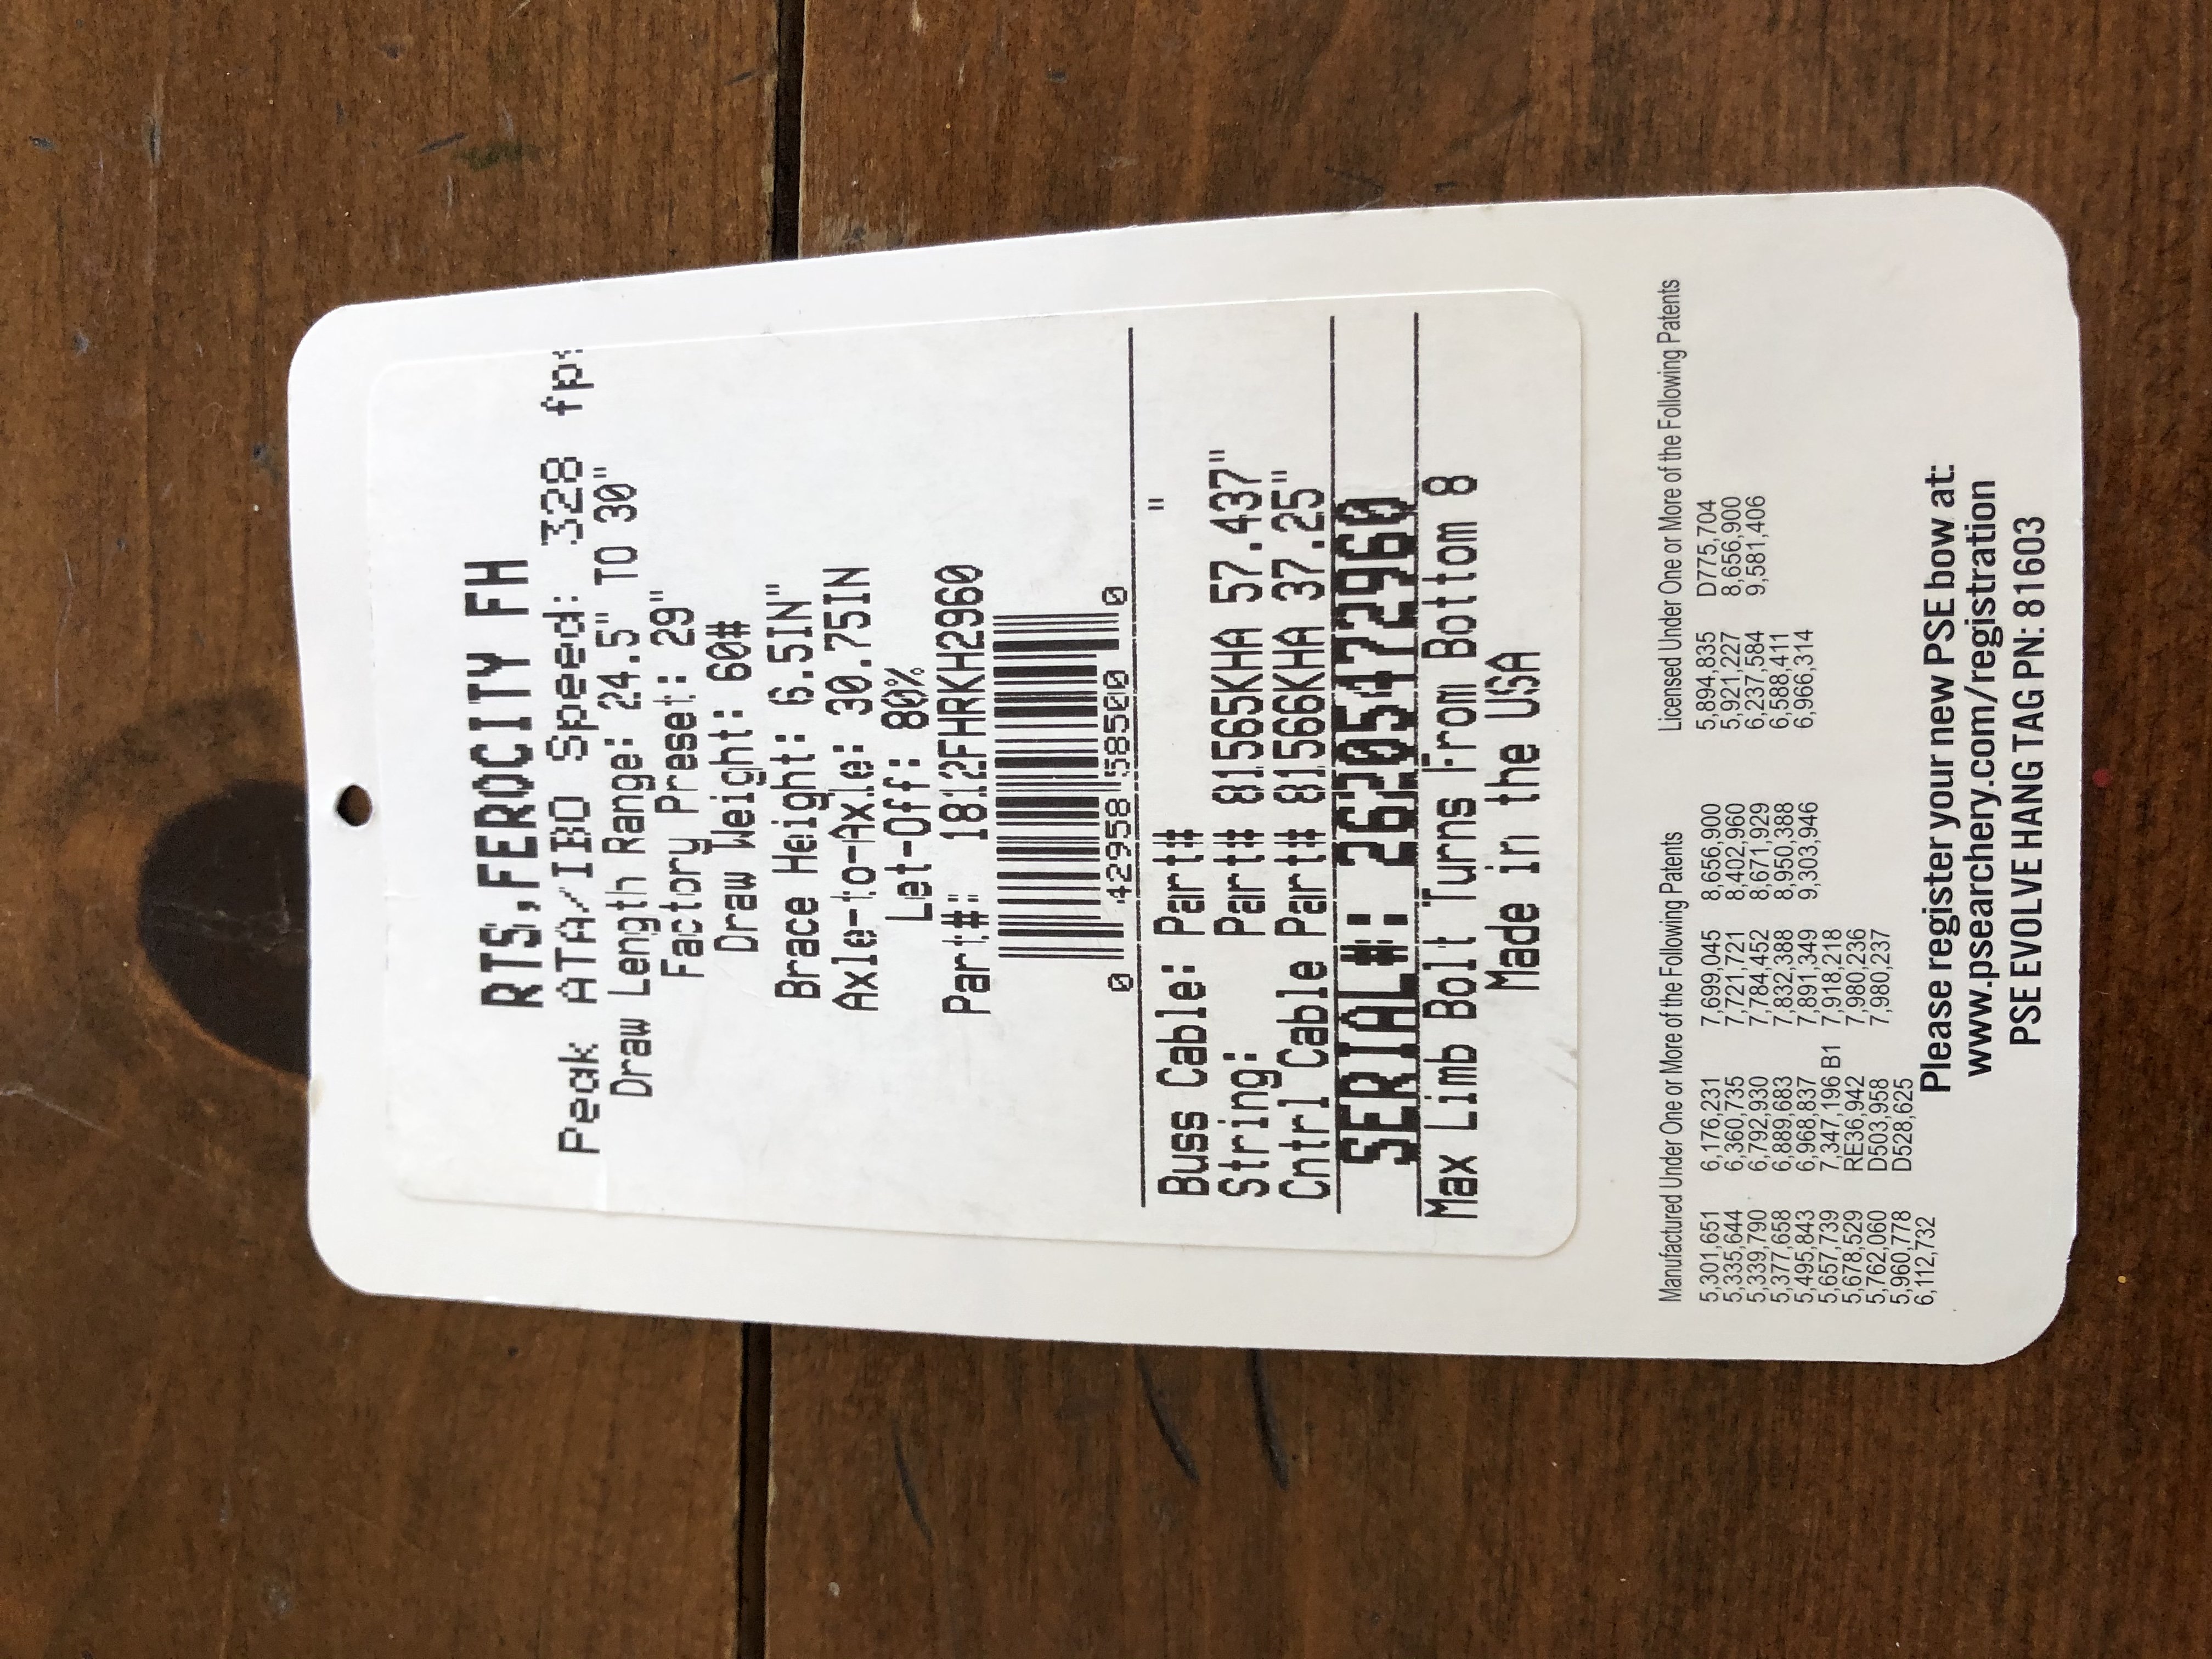 RTS,FEROCITY FH
Peak ATA/IBO Speed: 328 fps
Draw Length Range: 24.5" TO 30"
Factory Preset: 29"
Draw Weight: 60#
Brace Height: 6.5IN"
Axle-to-Axle: 30.75IN
Let-Off: 80%
Part#: 1812FHRKH2960
0 42958 58500 0
Buss Cable: Part# "
String: Part# 81565KHA 57.437"
Cntrl Cable Part# 81566KHA 37.25"
SERIAL#: 26205472960
Max Limb Bolt Turns From Bottom 8
Made in the USA
Manufactured Under One or More of the Following Patents
5,301,651 6,176,231 7,699,045 8,656,900
5,335,644 6,360,735 7,721,721 8,402,960
5,339,790 6,792,930 7,784,452 8,671,929
5,377,658 6,889,683 7,832,388 8,950,388
5,495,843 6,968,837 7,891,349 9,303,946
5,657,739 7,347,196 B1 7,918,218
5,678,529 RE36,942 7,980,236
5,762,060 D503,958 7,980,237
5,960,778 D528,625
6,112,732
Licensed Under One or More of the Following Patents
5,894,835 D775,704
5,921,227 8,656,900
6,237,584 9,581,406
6,588,411
6,966,314
Please register your new PSE bow at:
www.psearchery.com/registration
PSE EVOLVE HANG TAG PN: 81603